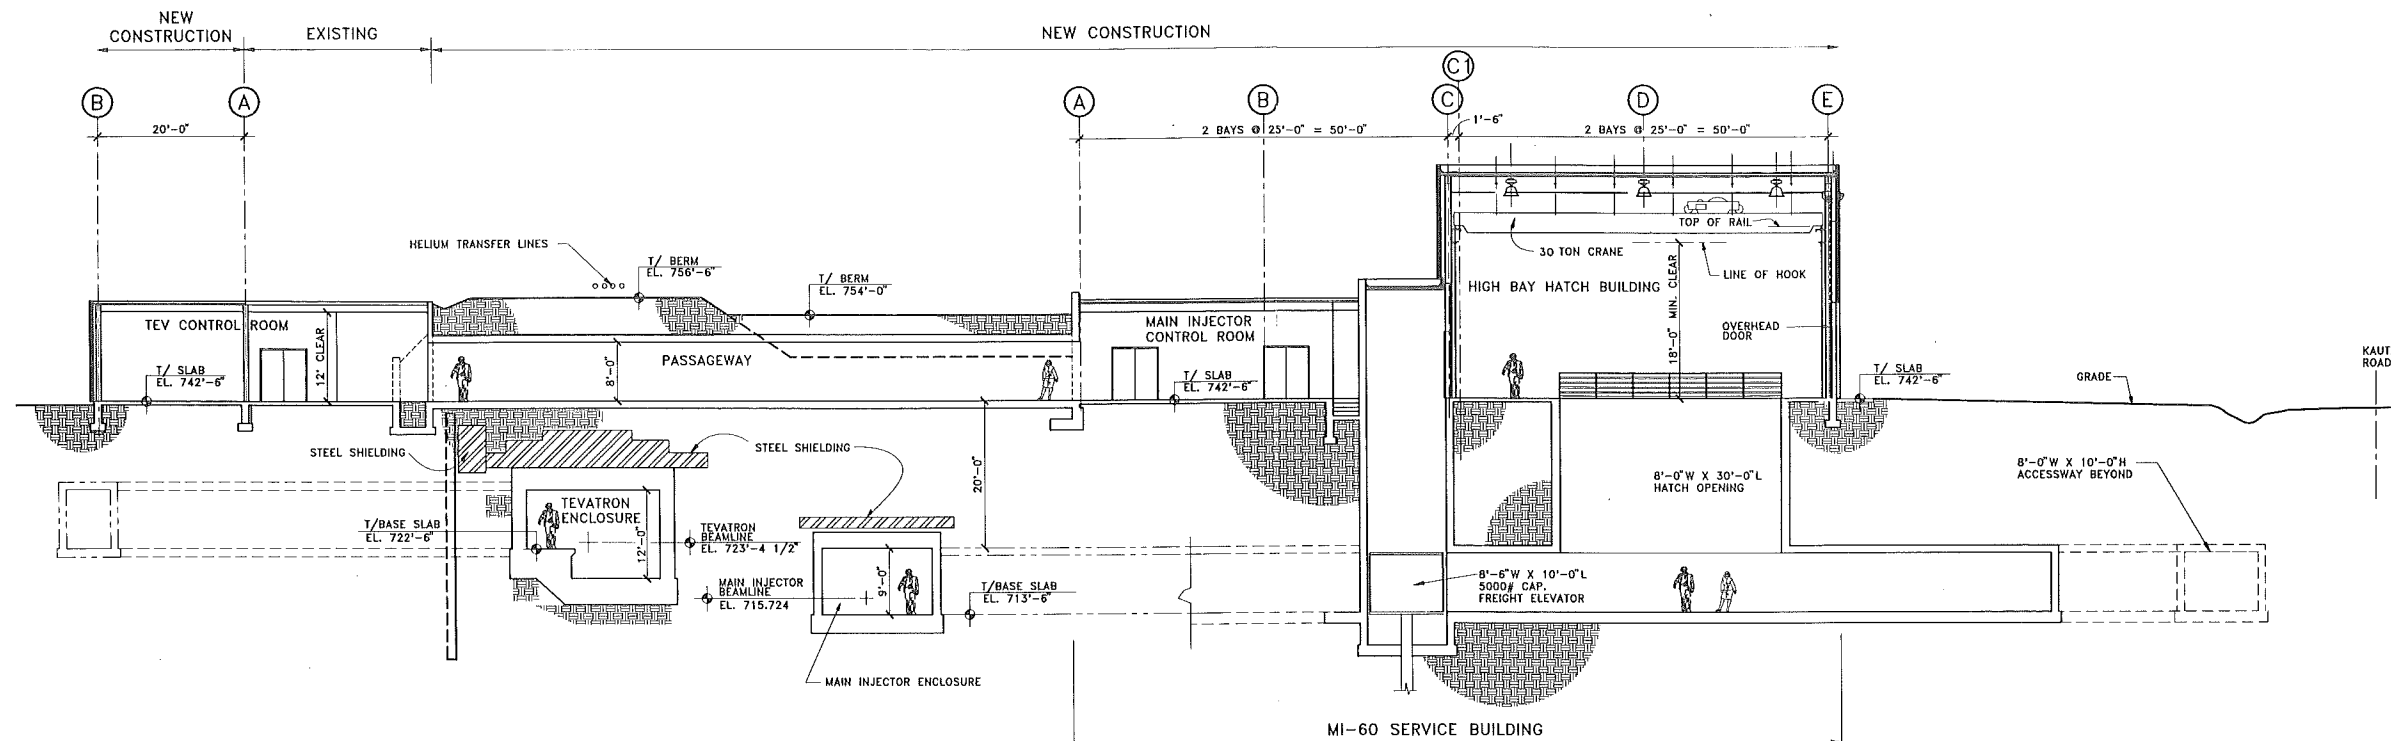 NEW
CONSTRUCTION
EXISTING
NEW CONSTRUCTION
B
A
A
B
C1
C
D
E
20'-0"
2 BAYS @ 25'-0" = 50'-0"
1'-6"
2 BAYS @ 25'-0" = 50'-0"
HELIUM TRANSFER LINES
T/ BERM
EL. 756'-6"
T/ BERM
EL. 754'-0"
TOP OF RAIL
30 TON CRANE
LINE OF HOOK
HIGH BAY HATCH BUILDING
18'-0" MIN. CLEAR
OVERHEAD
DOOR
TEV CONTROL ROOM
12' CLEAR
T/ SLAB
EL. 742'-6"
8'-0"
PASSAGEWAY
MAIN INJECTOR
CONTROL ROOM
T/ SLAB
EL. 742'-6"
T/ SLAB
EL. 742'-6"
GRADE
KAUT
ROAD
STEEL SHIELDING
STEEL SHIELDING
20'-0"
8'-0"W X 30'-0"L
HATCH OPENING
8'-0"W X 10'-0"H
ACCESSWAY BEYOND
TEVATRON
ENCLOSURE
12'-0"
T/BASE SLAB
EL. 722'-6"
TEVATRON
BEAMLINE
EL. 723'-4 1/2"
MAIN INJECTOR
BEAMLINE
EL. 715.724
9'-0"
T/BASE SLAB
EL. 713'-6"
8'-6"W X 10'-0"L
5000# CAP.
FREIGHT ELEVATOR
MAIN INJECTOR ENCLOSURE
MI-60 SERVICE BUILDING